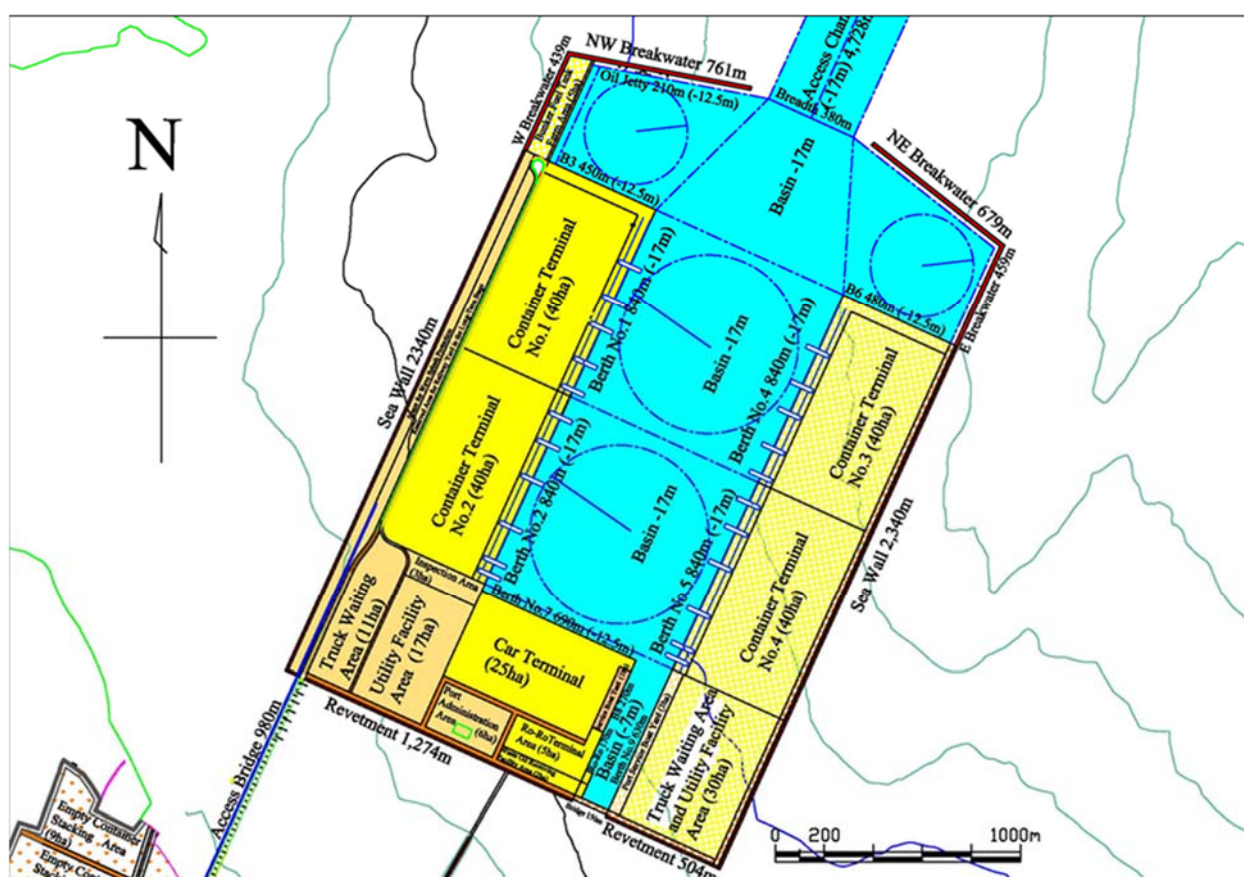 N
NW Breakwater 761m
W Breakwater 439m
Oil Jetty 210m (-12.5m)
Bunker Fuel Tank
Breadth 380m
(-17m) 4,728m
NE Breakwater 679m
E Breakwater 459m
Basin -17m
B3 450m (-12.5m)
B6 480m (-12.5m)
Container Terminal
No.1 (40ha)
Berth No.1 840m (-17m)
Basin -17m
Berth No.4 840m (-17m)
Container Terminal
No.3 (40ha)
Sea Wall 2340m
Container Terminal
No.2 (40ha)
Berth No.2 840m (-17m)
Basin -17m
Berth No.5 840m (-17m)
Container Terminal
No.4 (40ha)
Sea Wall 2,340m
Inspection Area
Berth No.7 690m (-12.5m)
Truck Waiting
Area (11ha)
Utility Facility
Area (17ha)
Car Terminal
(25ha)
Port
Administration
Area
(6ha)
Ro-Ro Terminal
Area (5ha)
Basin (-7m)
Truck Waiting Area
and Utility Facility
Area (30ha)
Revetment 1,274m
Revetment 504m
Access Bridge 980m
Empty Container
Stacking Area
(9ha)
0 200 1000m